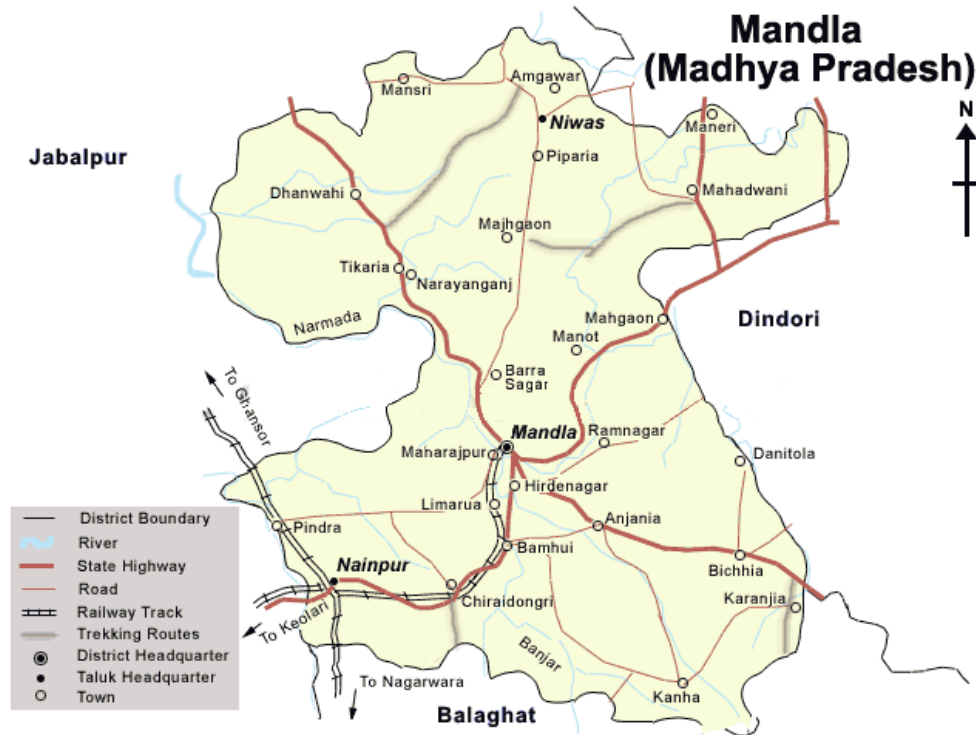 Mandla
(Madhya Pradesh)
N
Amgawar
Mansri
Niwas
Maneri
Jabalpur
Piparia
Dhanwahi
Mahadwani
Majhgaon
Tikaria
Narayanganj
Narmada
Mahgaon
Dindori
Manot
Barra
Sagar
To Ghansor
Mandla
Ramnagar
Maharajpur
Danitola
Hirdenagar
Limarua
Anjania
Pindra
Bamhui
Bichhia
Nainpur
Chiraidongri
Karanjia
To Keolari
Banjar
To Nagarwara
Kanha
Balaghat
District Boundary
River
State Highway
Road
Railway Track
Trekking Routes
District Headquarter
Taluk Headquarter
Town